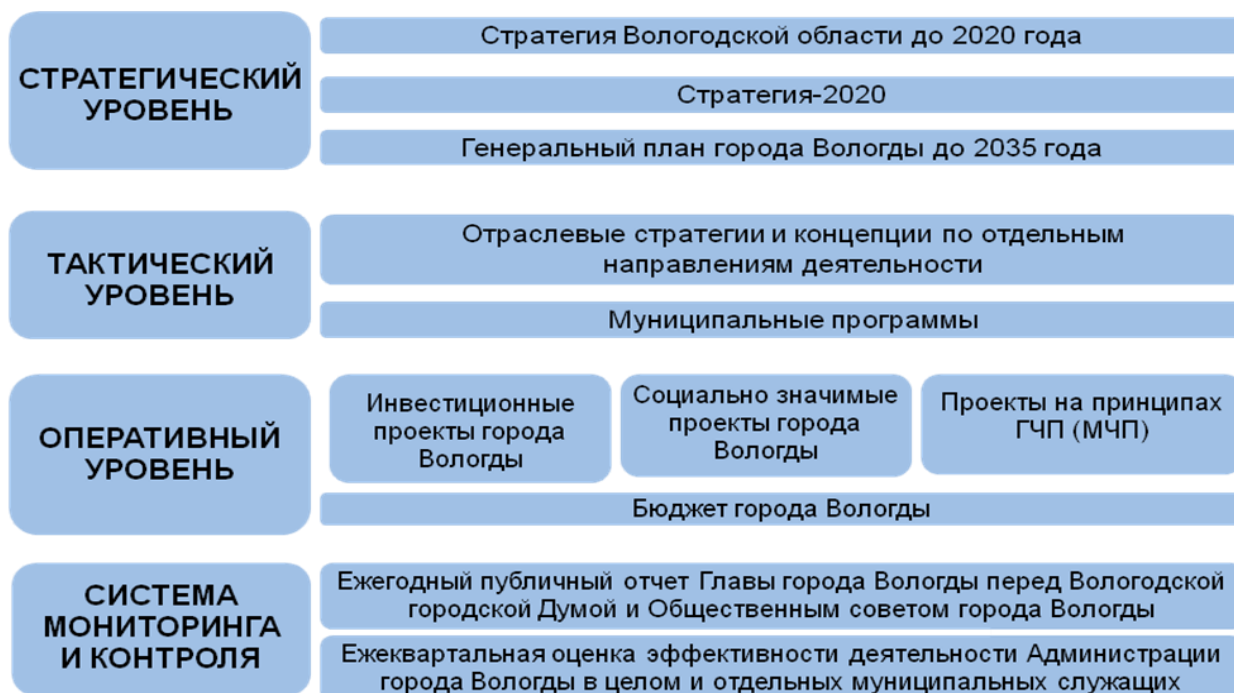 СТРАТЕГИЧЕСКИЙ
УРОВЕНЬ
Стратегия Вологодской области до 2020 года
Стратегия-2020
Генеральный план города Вологды до 2035 года
ТАКТИЧЕСКИЙ
УРОВЕНЬ
Отраслевые стратегии и концепции по отдельным
направлениям деятельности
Муниципальные программы
ОПЕРАТИВНЫЙ
УРОВЕНЬ
Инвестиционные
проекты города
Вологды
Социально значимые
проекты города
Вологды
Проекты на принципах
ГЧП (МЧП)
Бюджет города Вологды
СИСТЕМА
МОНИТОРИНГА
И КОНТРОЛЯ
Ежегодный публичный отчет Главы города Вологды перед Вологодской
городской Думой и Общественным советом города Вологды
Ежеквартальная оценка эффективности деятельности Администрации
города Вологды в целом и отдельных муниципальных служащих